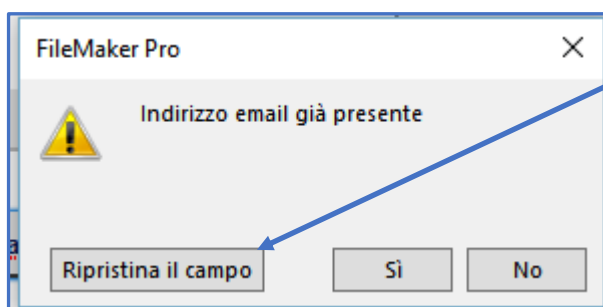 FileMaker Pro
Indirizzo email già presente
Ripristina il campo
Sì
No